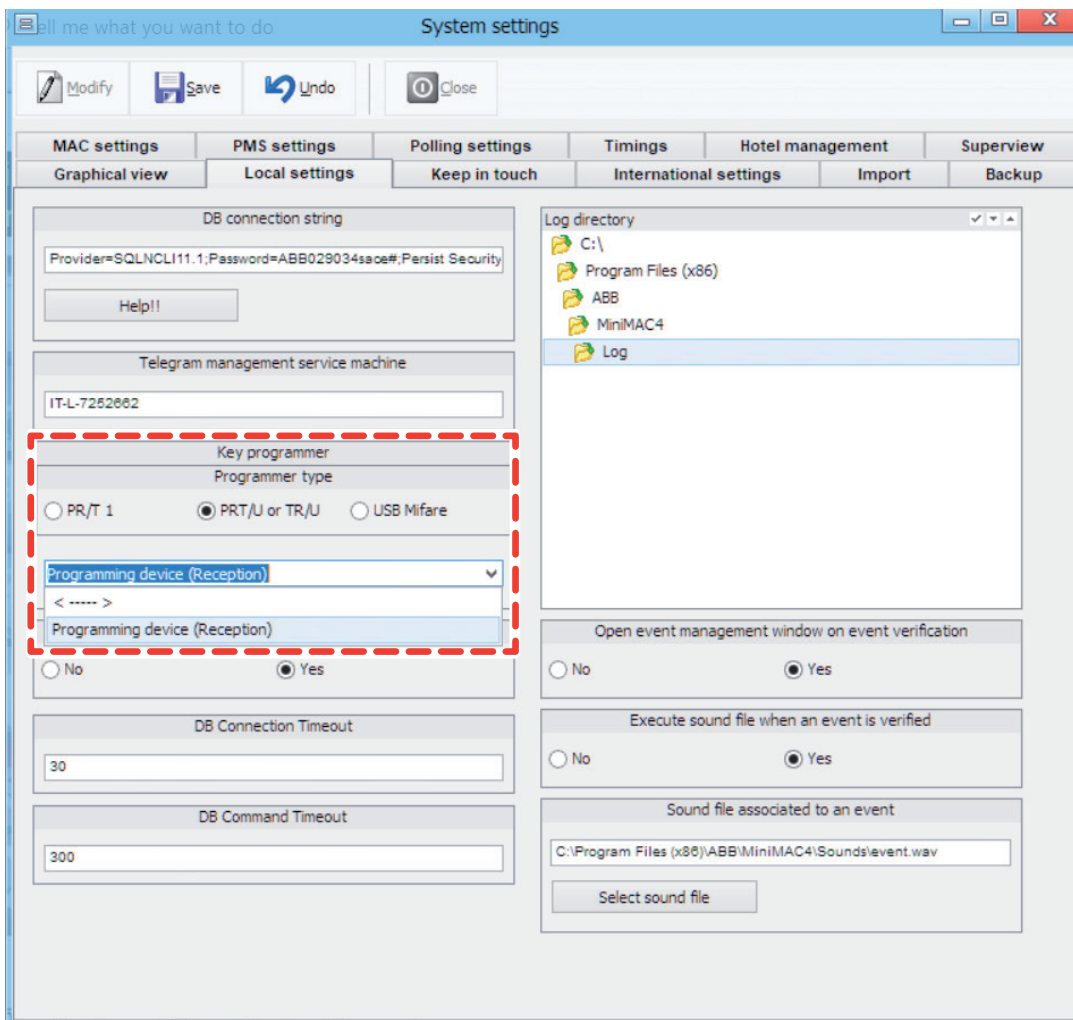 ell me what you want to do
System settings
Modify
Save
Undo
Close
MAC settings
PMS settings
Polling settings
Timings
Hotel management
Superview
Graphical view
Local settings
Keep in touch
International settings
Import
Backup
DB connection string
Provider=SQLNCLI11.1;Password=ABB029034sace#;Persist Security
Help!!
Telegram management service machine
IT-L-7252662
Key programmer
Programmer type
PR/T 1
PRT/U or TR/U
USB Mifare
Programming device (Reception)
< ----- >
Programming device (Reception)
No
Yes
DB Connection Timeout
30
DB Command Timeout
300
Log directory
C:\
Program Files (x86)
ABB
MiniMAC4
Log
Open event management window on event verification
No
Yes
Execute sound file when an event is verified
No
Yes
Sound file associated to an event
C:\Program Files (x86)\ABB\MiniMAC4\Sounds\event.wav
Select sound file